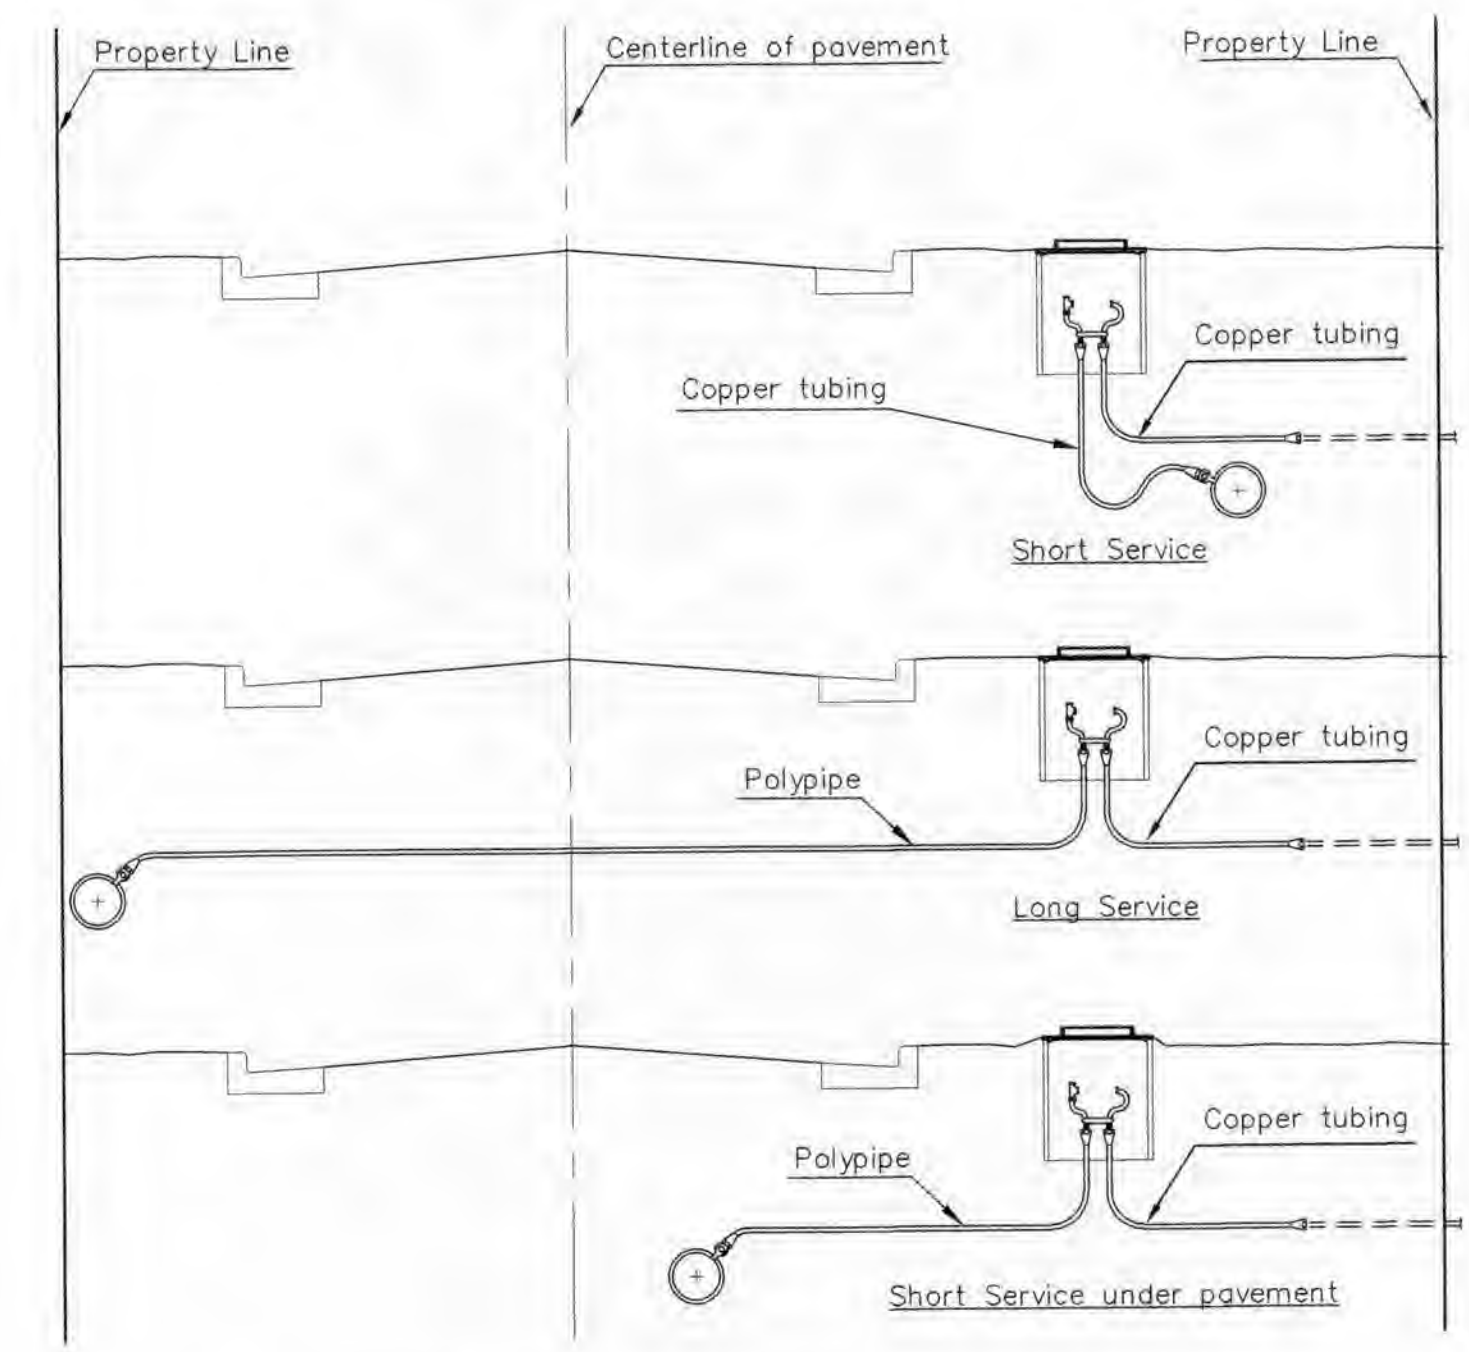 Property Line
Centerline of pavement
Property Line
Copper tubing
Copper tubing
Short Service
Copper tubing
Polypipe
Long Service
Copper tubing
Polypipe
Short Service under pavement